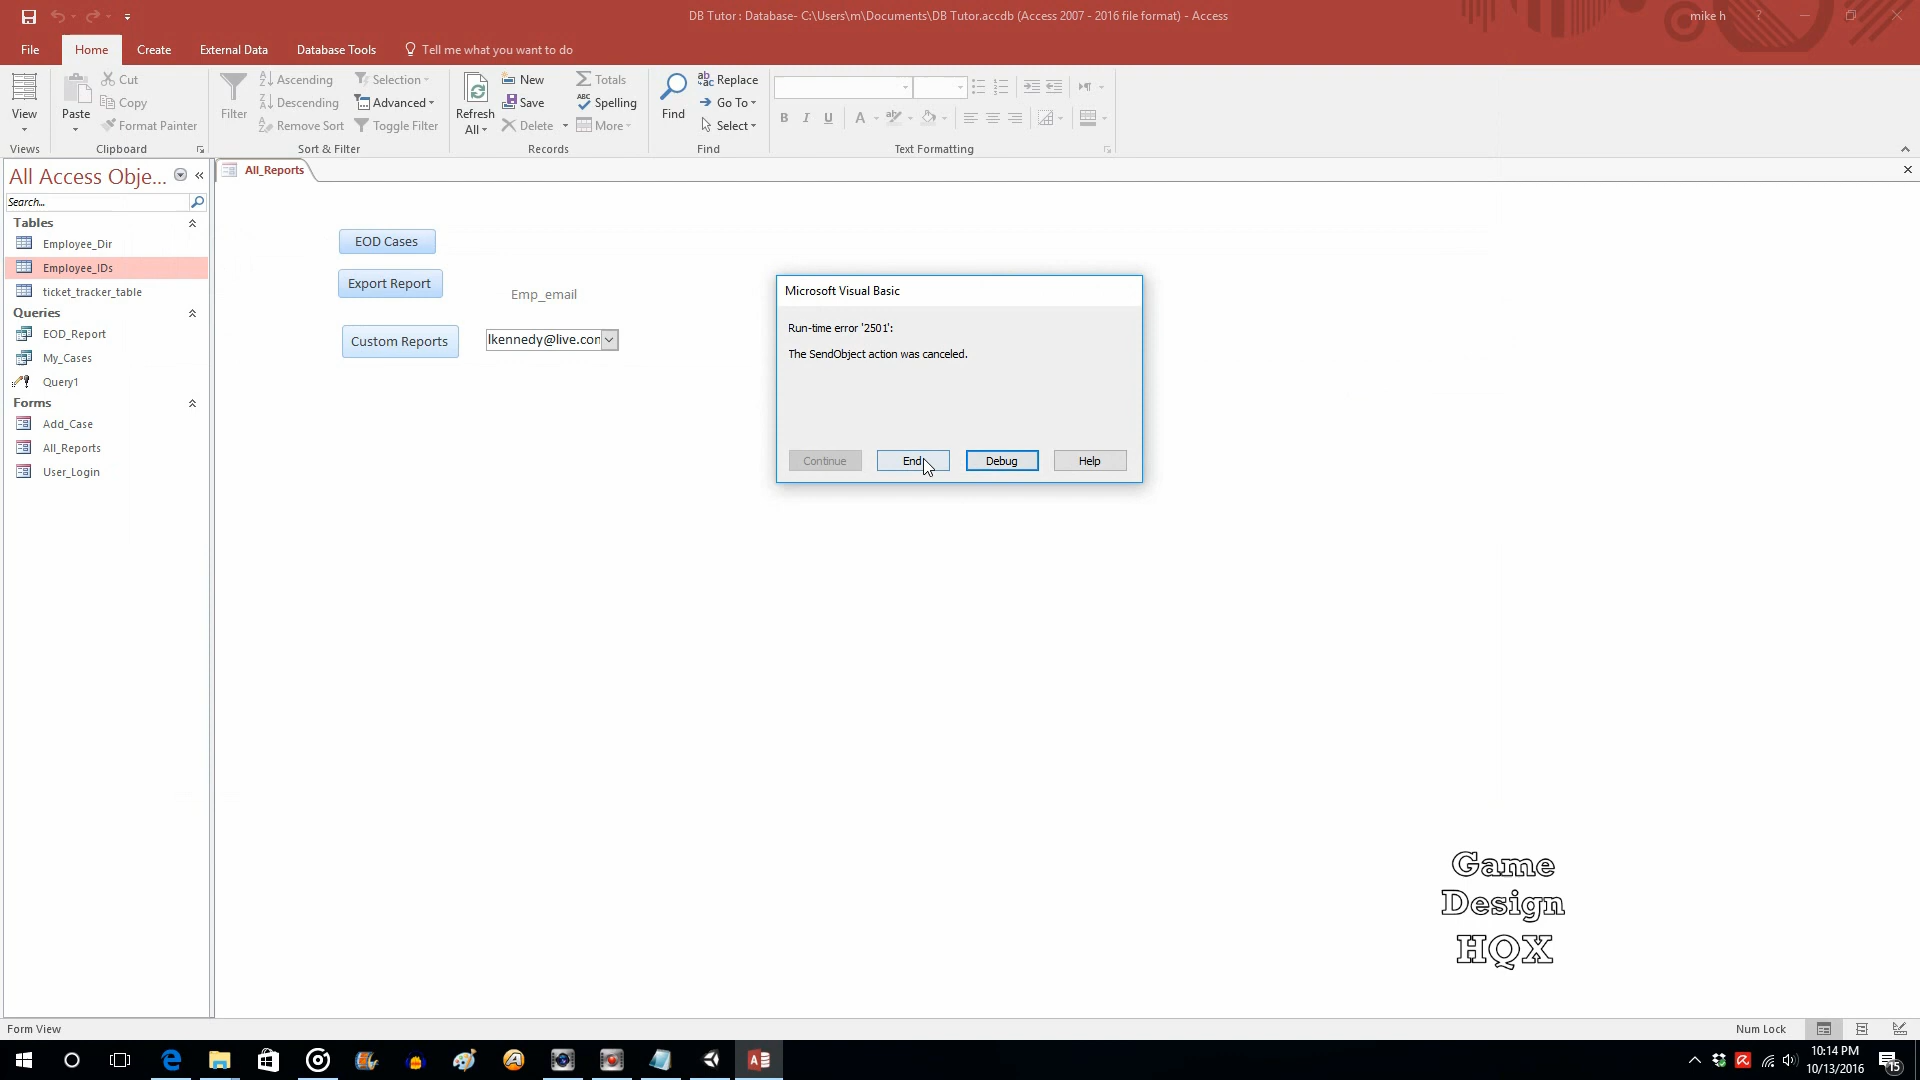 DB Tutor : Database- C:\Users\m\Documents\DB Tutor.accdb (Access 2007 - 2016 file format) - Access
mike h
?
File
Home
Create
External Data
Database Tools
Tell me what you want to do
View
Views
Paste
Cut
Copy
Format Painter
Clipboard
Filter
Ascending
Descending
Remove Sort
Selection
Advanced
Toggle Filter
Sort & Filter
Refresh
All
New
Save
Delete
Totals
Spelling
More
Records
Find
Replace
Go To
Select
Find
B I U A
Text Formatting
All Access Obje...
Search...
Tables
Employee_Dir
Employee_IDs
ticket_tracker_table
Queries
EOD_Report
My_Cases
Query1
Forms
Add_Case
All_Reports
User_Login
All_Reports
EOD Cases
Export Report
Emp_email
Custom Reports
lkennedy@live.con
Microsoft Visual Basic
Run-time error '2501':
The SendObject action was canceled.
Continue
End
Debug
Help
Game
Design
HQX
Form View
Num Lock
10:14 PM
10/13/2016
15